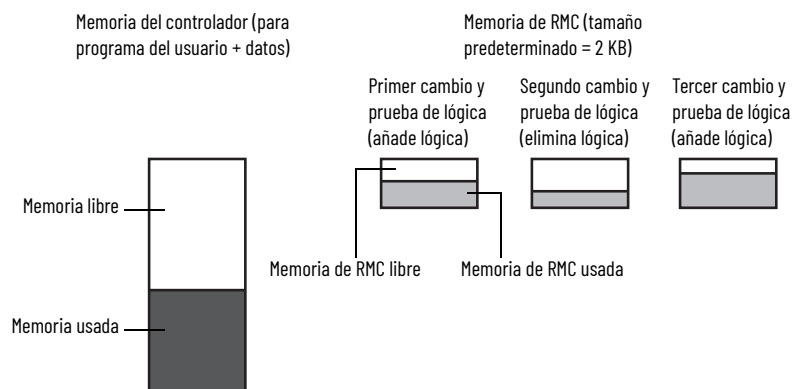 Memoria del controlador (para
programa del usuario + datos)
Memoria de RMC (tamaño
predeterminado = 2 KB)
Primer cambio y
prueba de lógica
(añade lógica)
Segundo cambio y
prueba de lógica
(elimina lógica)
Tercer cambio y
prueba de lógica
(añade lógica)
Memoria libre
Memoria de RMC libre
Memoria de RMC usada
Memoria usada